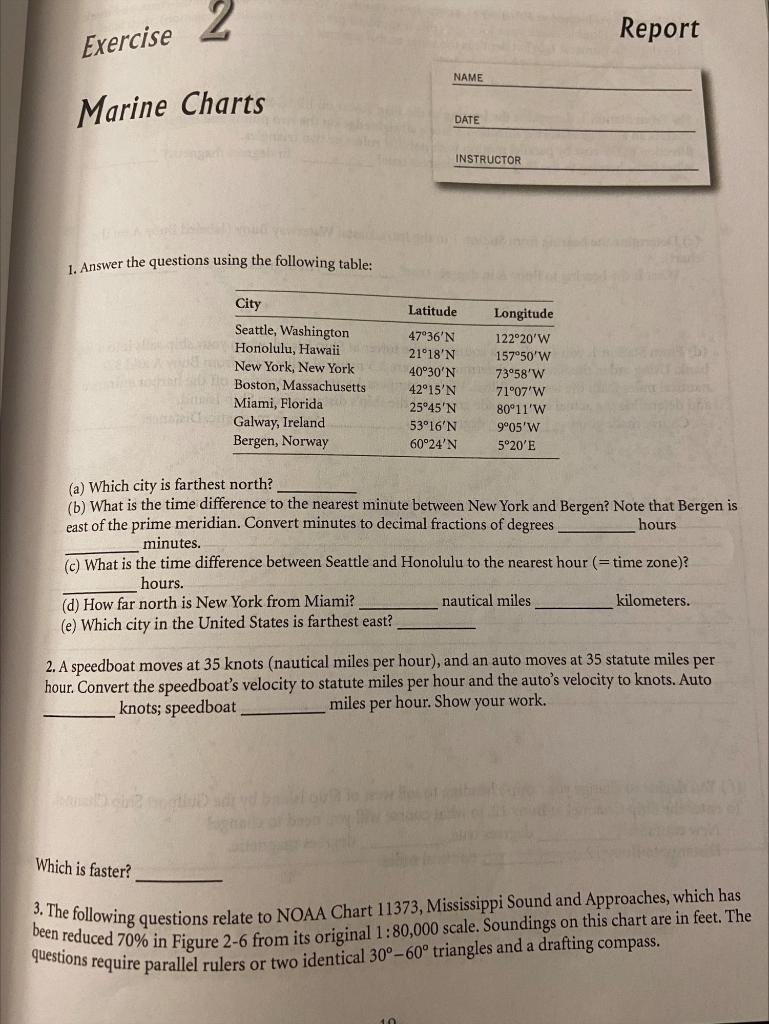 Exercise 2
Report
Marine Charts
NAME
DATE
INSTRUCTOR
1. Answer the questions using the following table:
City Latitude Longitude
Seattle, Washington 47°36'N 122°20'W
Honolulu, Hawaii 21°18'N 157°50'W
New York, New York 40°30'N 73°58'W
Boston, Massachusetts 42°15'N 71°07'W
Miami, Florida 25°45'N 80°11'W
Galway, Ireland 53°16'N 9°05'W
Bergen, Norway 60°24'N 5°20'E
(a) Which city is farthest north? ________
(b) What is the time difference to the nearest minute between New York and Bergen? Note that Bergen is
east of the prime meridian. Convert minutes to decimal fractions of degrees ________ hours
________ minutes.
(c) What is the time difference between Seattle and Honolulu to the nearest hour (= time zone)?
________ hours.
(d) How far north is New York from Miami? ________ nautical miles ________ kilometers.
(e) Which city in the United States is farthest east? ________
2. A speedboat moves at 35 knots (nautical miles per hour), and an auto moves at 35 statute miles per
hour. Convert the speedboat's velocity to statute miles per hour and the auto's velocity to knots. Auto
________ knots; speedboat ________ miles per hour. Show your work.
Which is faster? ________
3. The following questions relate to NOAA Chart 11373, Mississippi Sound and Approaches, which has
been reduced 70% in Figure 2-6 from its original 1:80,000 scale. Soundings on this chart are in feet. The
questions require parallel rulers or two identical 30°–60° triangles and a drafting compass.